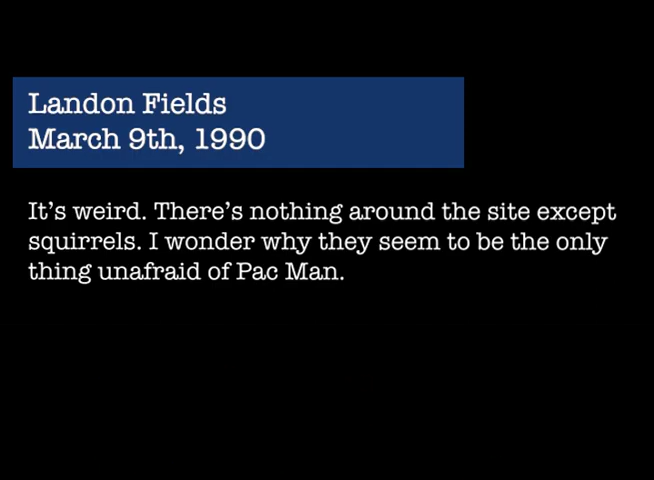 Landon Fields
March 9th, 1990
It's weird. There's nothing around the site except
squirrels. I wonder why they seem to be the only
thing unafraid of Pac Man.